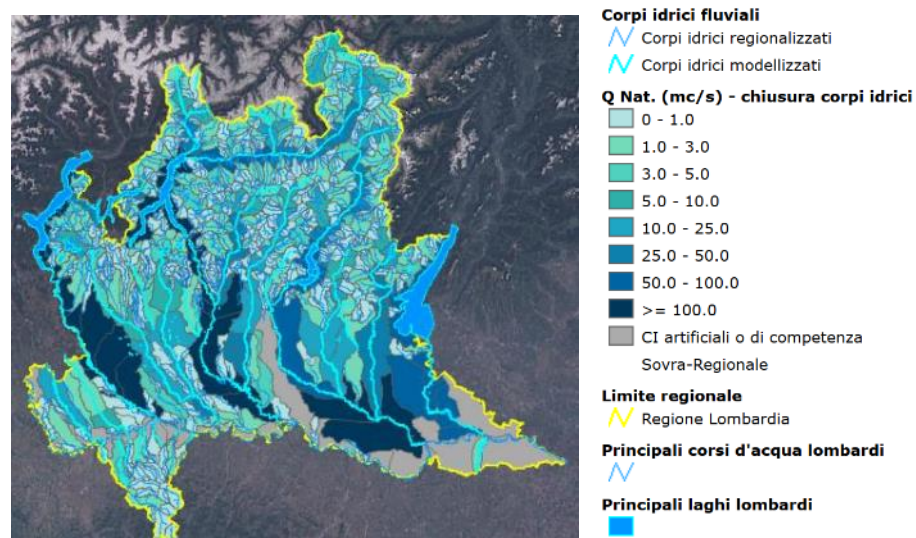 Corpi idrici fluviali
Corpi idrici regionalizzati
Corpi idrici modellizzati
Q Nat. (mc/s) - chiusura corpi idrici
0 - 1.0
1.0 - 3.0
3.0 - 5.0
5.0 - 10.0
10.0 - 25.0
25.0 - 50.0
50.0 - 100.0
>= 100.0
CI artificiali o di competenza
Sovra-Regionale
Limite regionale
Regione Lombardia
Principali corsi d'acqua lombardi
Principali laghi lombardi